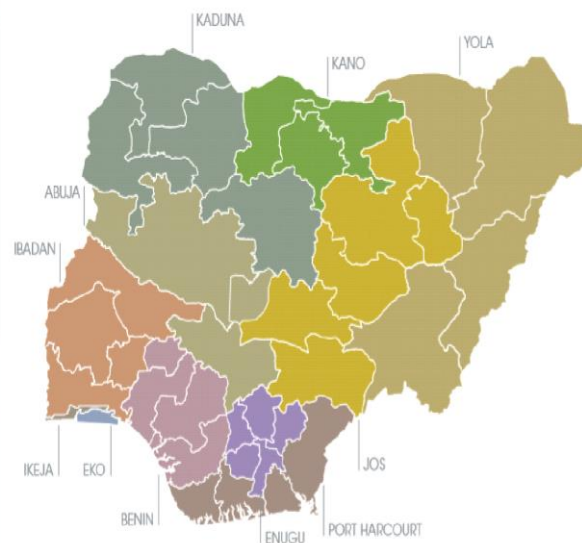 KADUNA
YOLA
KANO
ABUJA
IBADAN
IKEJA
EKO
JOS
BENIN
PORT HARCOURT
ENUGU